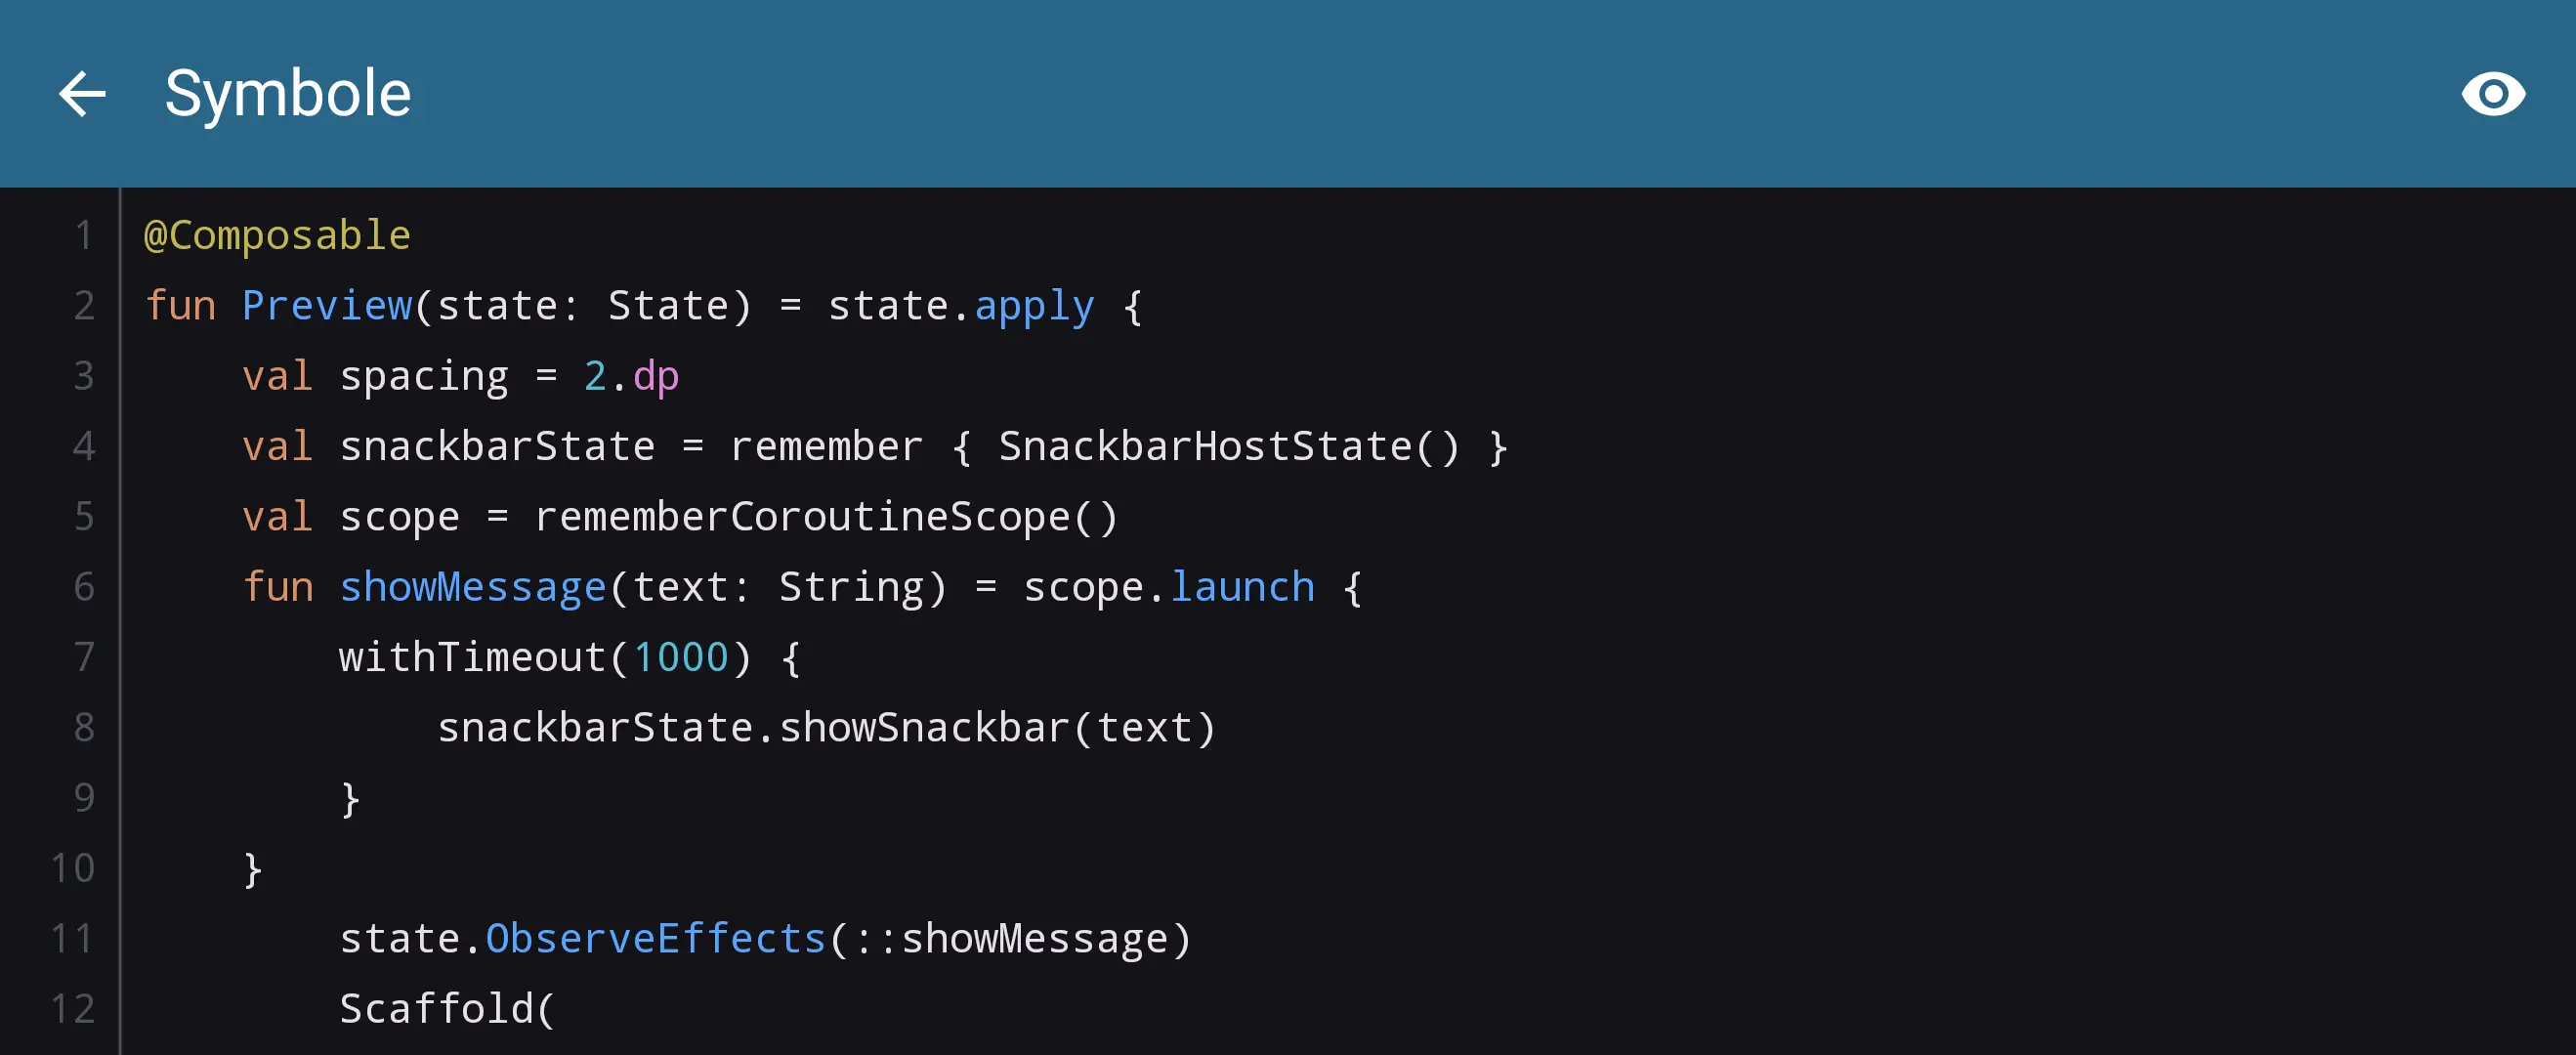 Symbole
1 @Composable
2 fun Preview(state: State) = state.apply {
3     val spacing = 2.dp
4     val snackbarState = remember { SnackbarHostState() }
5     val scope = rememberCoroutineScope()
6     fun showMessage(text: String) = scope.launch {
7         withTimeout(1000) {
8             snackbarState.showSnackbar(text)
9         }
10     }
11         state.ObserveEffects(::showMessage)
12         Scaffold(